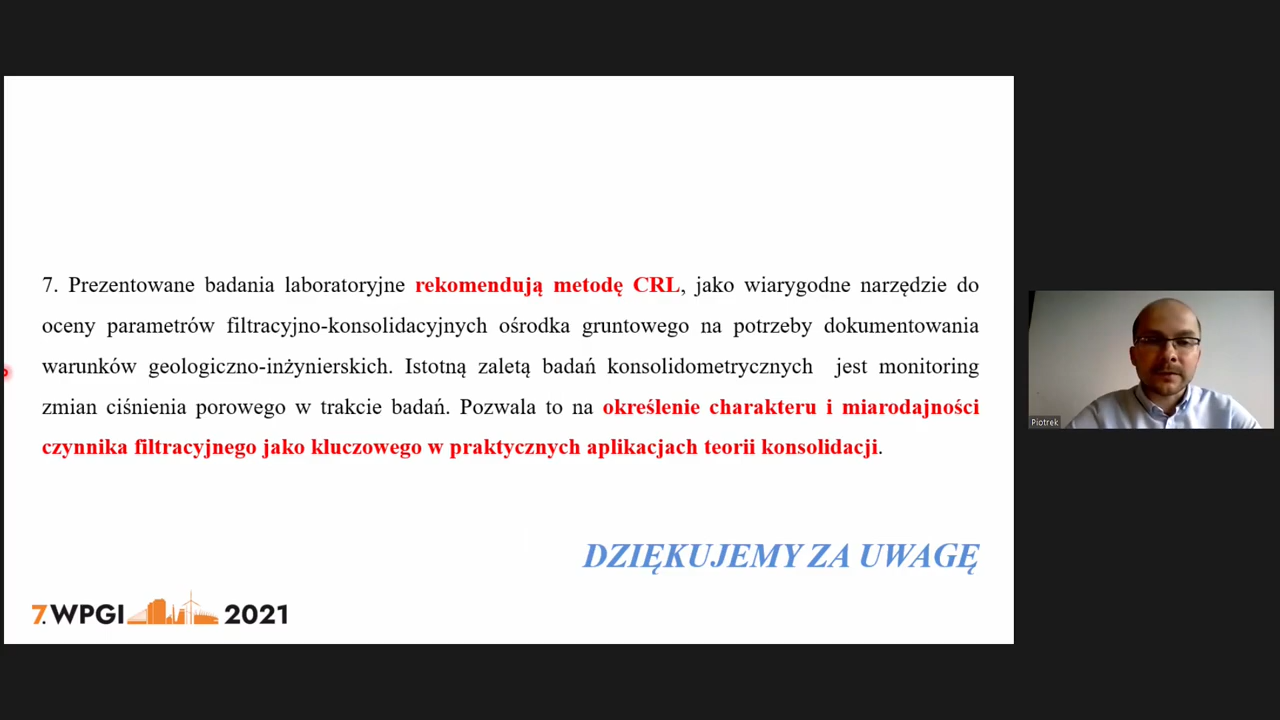 7. Prezentowane badania laboratoryjne rekomendują metodę CRL, jako wiarygodne narzędzie do
oceny parametrów filtracyjno-konsolidacyjnych ośrodka gruntowego na potrzeby dokumentowania
warunków geologiczno-inżynierskich. Istotną zaletą badań konsolidometrycznych jest monitoring
zmian ciśnienia porowego w trakcie badań. Pozwala to na określenie charakteru i miarodajności
czynnika filtracyjnego jako kluczowego w praktycznych aplikacjach teorii konsolidacji.
DZIĘKUJEMY ZA UWAGĘ
7. WPGI 2021
Piotrek